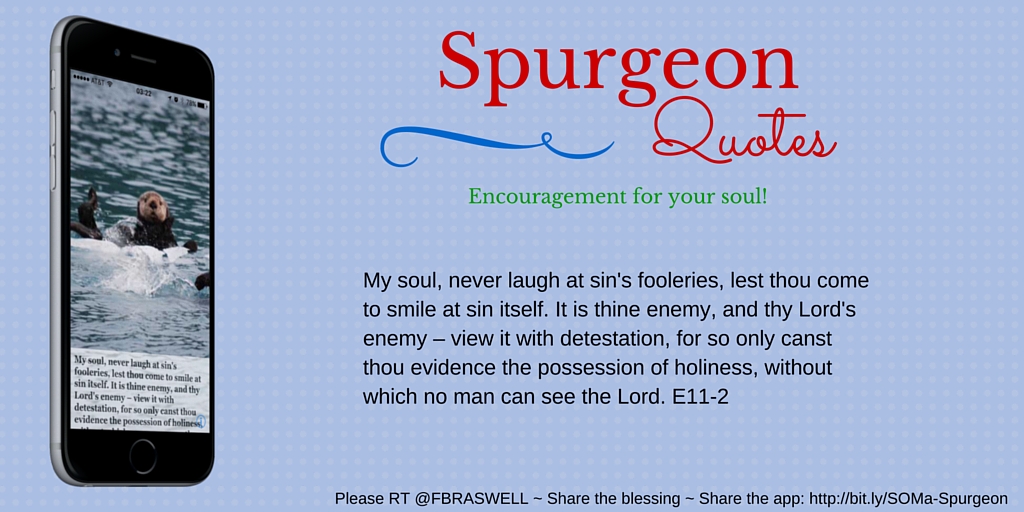 ●●●●● AT&T
03:22
78%
My soul, never laugh at sin's
fooleries, lest thou come to smile at
sin itself. It is thine enemy, and thy
Lord's enemy – view it with
detestation, for so only canst thou
evidence the possession of holiness,
Spurgeon
Quotes
Encouragement for your soul!
My soul, never laugh at sin's fooleries, lest thou come
to smile at sin itself. It is thine enemy, and thy Lord's
enemy – view it with detestation, for so only canst
thou evidence the possession of holiness, without
which no man can see the Lord. E11-2
Please RT @FBRASWELL ~ Share the blessing ~ Share the app: http://bit.ly/SOMa-Spurgeon